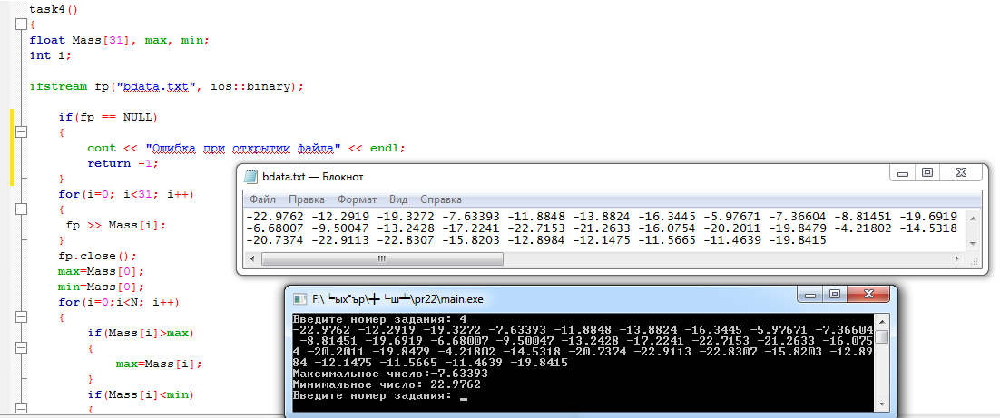 task4()
{
float Mass[31], max, min;
int i;
ifstream fp("bdata.txt", ios::binary);
if(fp == NULL)
{
cout << "Ошибка при открытии файла" << endl;
return -1;
}
for(i=0; i<31; i++)
{
fp >> Mass[i];
}
fp.close();
max=Mass[0];
min=Mass[0];
for(i=0;i<N; i++)
{
if(Mass[i]>max)
{
max=Mass[i];
}
if(Mass[i]<min)
{
bdata.txt — Блокнот
Файл Правка Формат Вид Справка
-22.9762 -12.2919 -19.3272 -7.63393 -11.8848 -13.8824 -16.3445 -5.97671 -7.36604 -8.81451 -19.6919
-6.68007 -9.50047 -13.2428 -17.2241 -22.7153 -21.2633 -16.0754 -20.2011 -19.8479 -4.21802 -14.5318
-20.7374 -22.9113 -22.8307 -15.8203 -12.8984 -12.1475 -11.5665 -11.4639 -19.8415
F:\ ┕ых°ър\╋└ш┷\pr22\main.exe
Введите номер задания: 4
-22.9762 -12.2919 -19.3272 -7.63393 -11.8848 -13.8824 -16.3445 -5.97671 -7.36604
-8.81451 -19.6919 -6.68007 -9.50047 -13.2428 -17.2241 -22.7153 -21.2633 -16.075
4 -20.2011 -19.8479 -4.21802 -14.5318 -20.7374 -22.9113 -22.8307 -15.8203 -12.89
84 -12.1475 -11.5665 -11.4639 -19.8415
Максимальное число:-7.63393
Минимальное число:-22.9762
Введите номер задания: _